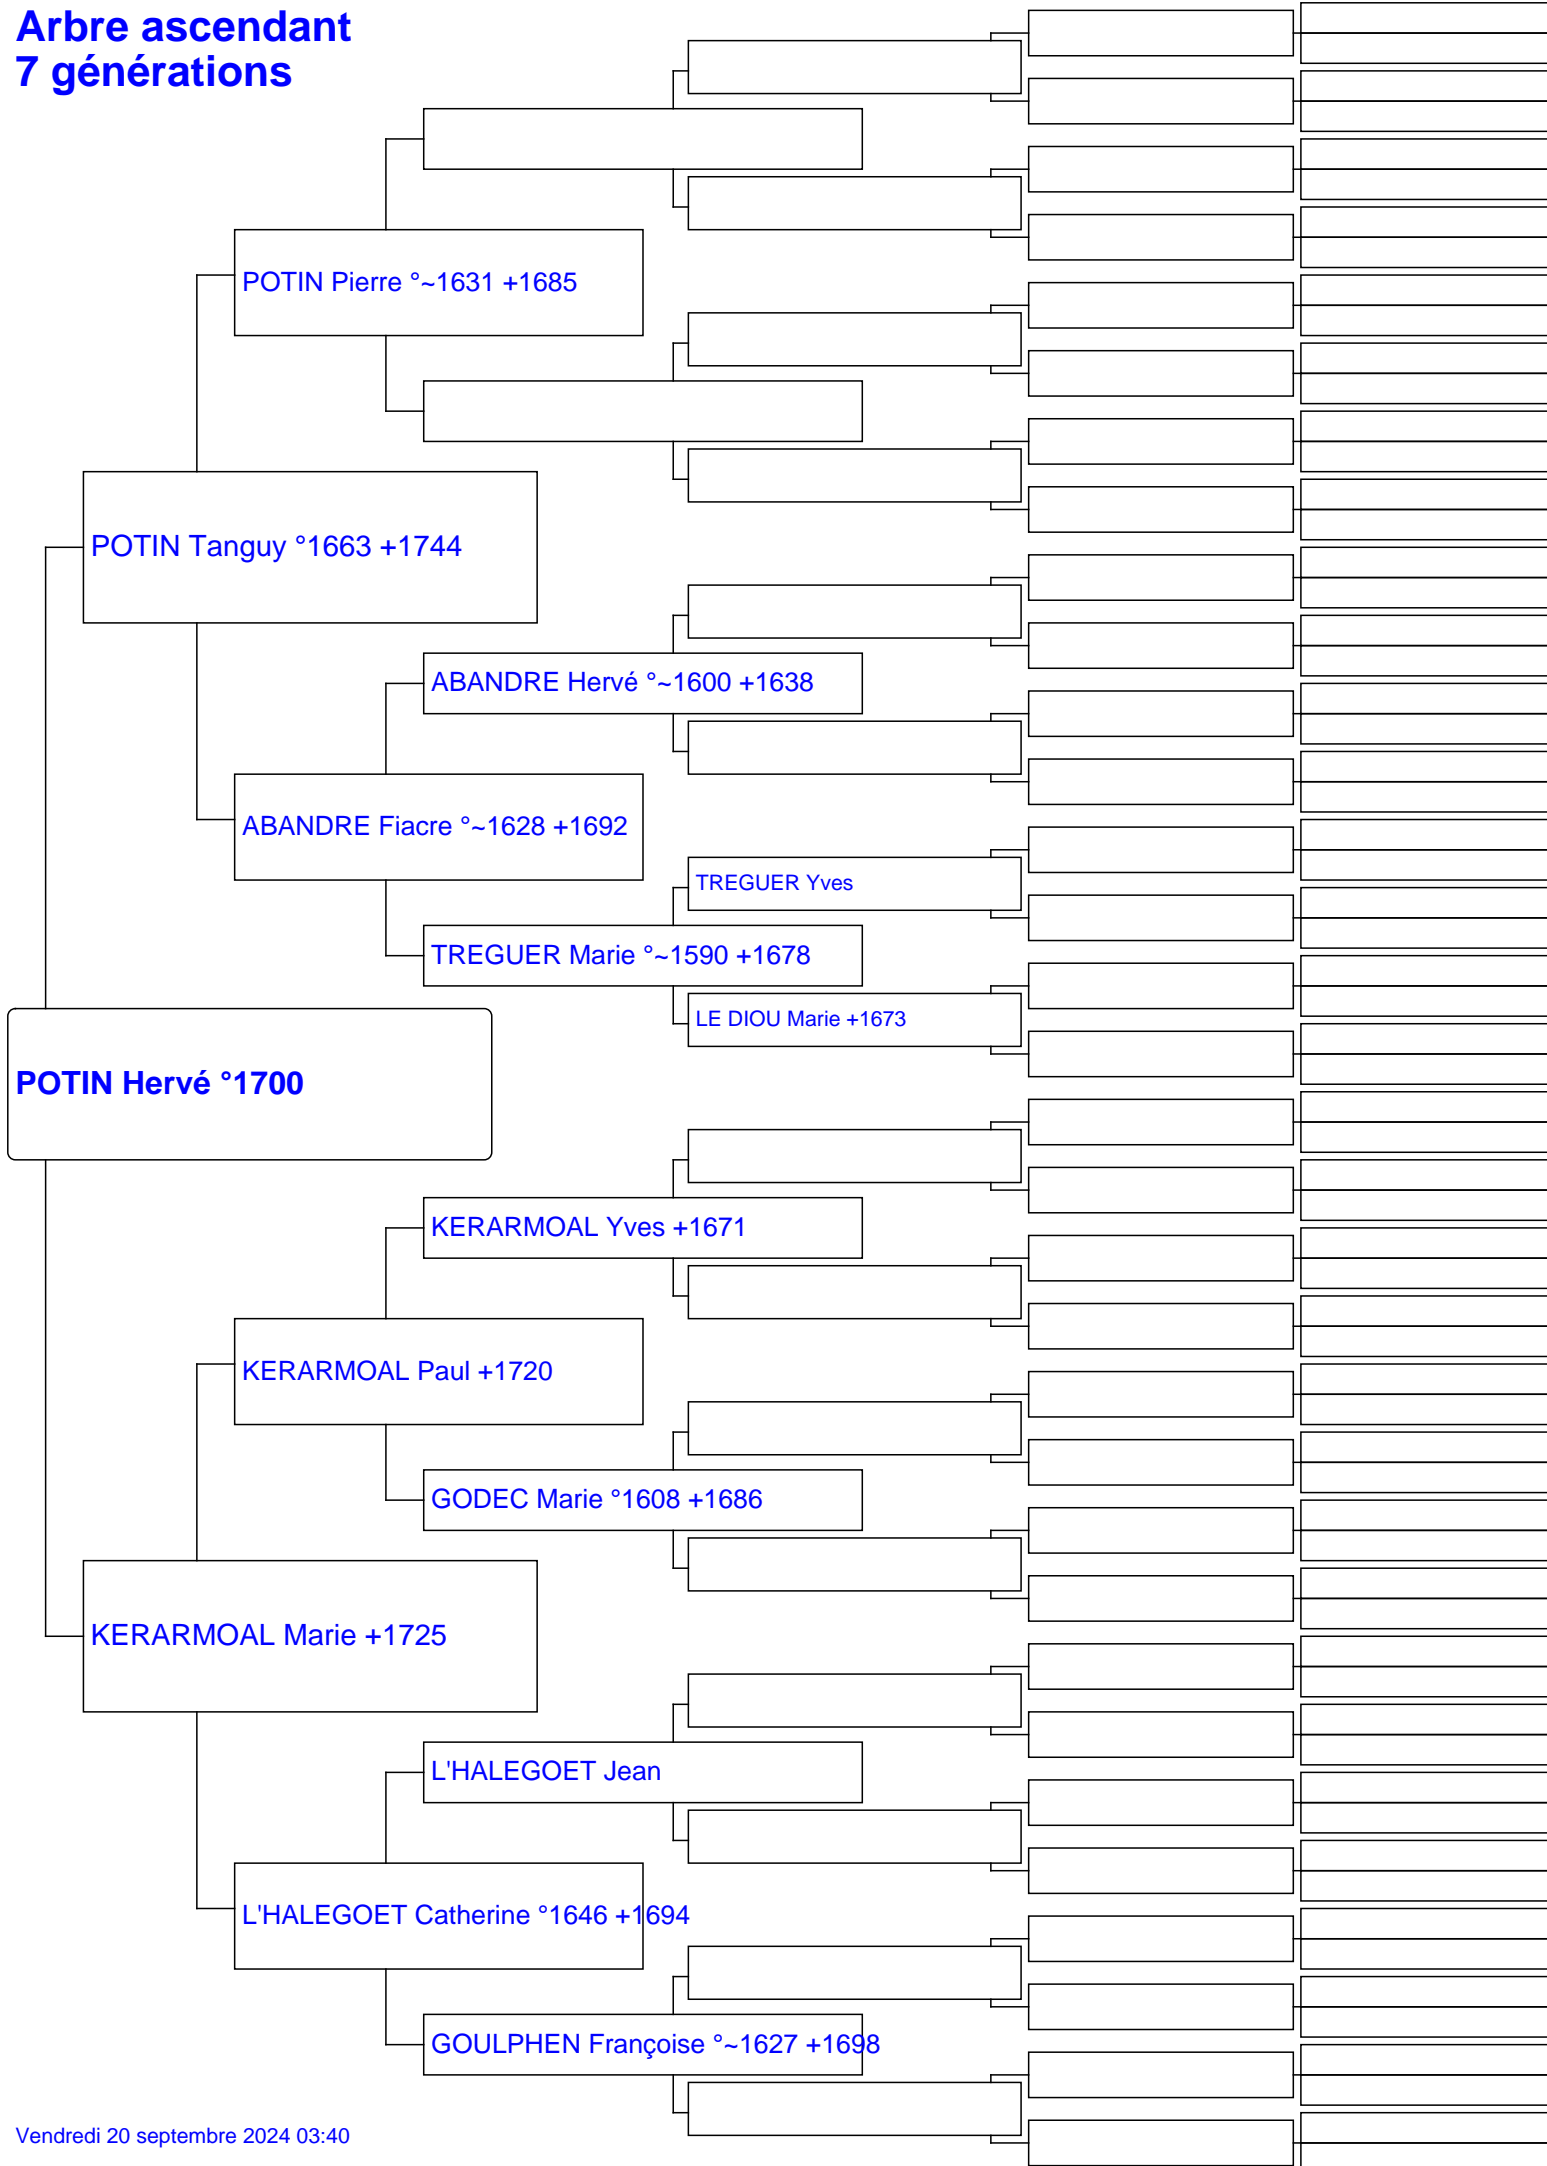 Arbre ascendant
7 générations
POTIN Pierre °~1631 +1685
POTIN Tanguy °1663 +1744
ABANDRE Hervé °~1600 +1638
ABANDRE Fiacre °~1628 +1692
TREGUER Yves
TREGUER Marie °~1590 +1678
LE DIOU Marie +1673
POTIN Hervé °1700
KERARMOAL Yves +1671
KERARMOAL Paul +1720
GODEC Marie °1608 +1686
KERARMOAL Marie +1725
L'HALEGOET Jean
L'HALEGOET Catherine °1646 +1694
GOULPHEN Françoise °~1627 +1698
Vendredi 20 septembre 2024 03:40